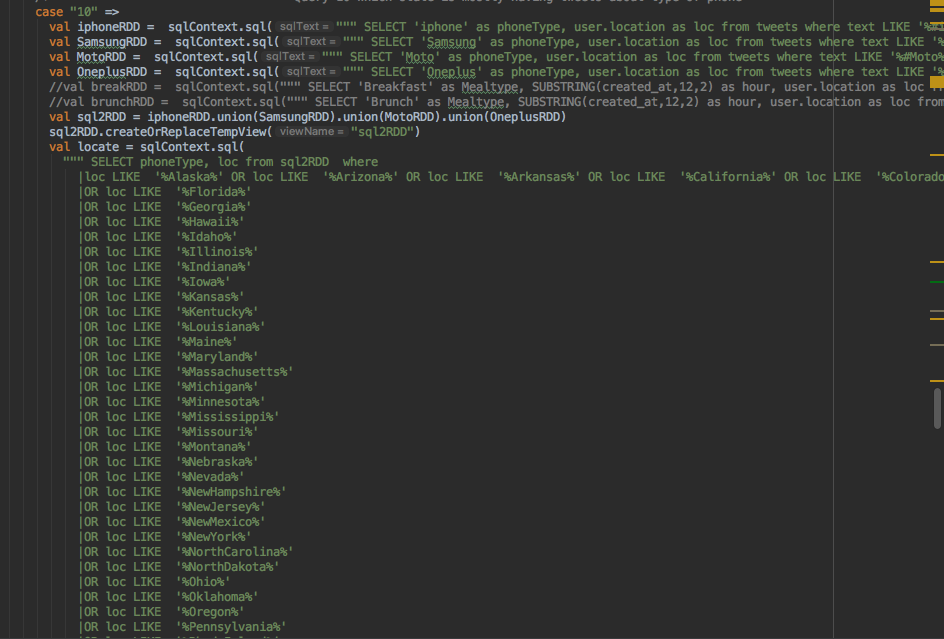 query is which state is mostly having tweets about type of phone
case "10" =>
val iphoneRDD = sqlContext.sql( sqlText = """ SELECT 'iphone' as phoneType, user.location as loc from tweets where text LIKE
val SamsungRDD = sqlContext.sql( sqlText = """ SELECT 'Samsung' as phoneType, user.location as loc from tweets where text LIKE '%
val MotoRDD = sqlContext.sql( sqlText = """ SELECT 'Moto' as phoneType, user.location as loc from tweets where text LIKE '%#Moto%
val OneplusRDD = sqlContext.sql( sqlText = """ SELECT 'Oneplus' as phoneType, user.location as loc from tweets where text LIKE '%
//val breakRDD = sqlContext.sql(""" SELECT 'Breakfast' as Mealtype, SUBSTRING(created_at,12,2) as hour, user.location as loc
//val brunchRDD = sqlContext.sql(""" SELECT 'Brunch' as Mealtype, SUBSTRING(created_at,12,2) as hour, user.location as loc from
val sql2RDD = iphoneRDD.union(SamsungRDD).union(MotoRDD).union(OneplusRDD)
sql2RDD.createOrReplaceTempView( viewName = "sql2RDD")
val locate = sqlContext.sql(
""" SELECT phoneType, loc from sql2RDD where
|loc LIKE '%Alaska%' OR loc LIKE '%Arizona%' OR loc LIKE '%Arkansas%' OR loc LIKE '%California%' OR loc LIKE '%Colorado
|OR loc LIKE '%Florida%'
|OR loc LIKE '%Georgia%'
|OR loc LIKE '%Hawaii%'
|OR loc LIKE '%Idaho%'
|OR loc LIKE '%Illinois%'
|OR loc LIKE '%Indiana%'
|OR loc LIKE '%Iowa%'
|OR loc LIKE '%Kansas%'
|OR loc LIKE '%Kentucky%'
|OR loc LIKE '%Louisiana%'
|OR loc LIKE '%Maine%'
|OR loc LIKE '%Maryland%'
|OR loc LIKE '%Massachusetts%'
|OR loc LIKE '%Michigan%'
|OR loc LIKE '%Minnesota%'
|OR loc LIKE '%Mississippi%'
|OR loc LIKE '%Missouri%'
|OR loc LIKE '%Montana%'
|OR loc LIKE '%Nebraska%'
|OR loc LIKE '%Nevada%'
|OR loc LIKE '%NewHampshire%'
|OR loc LIKE '%NewJersey%'
|OR loc LIKE '%NewMexico%'
|OR loc LIKE '%NewYork%'
|OR loc LIKE '%NorthCarolina%'
|OR loc LIKE '%NorthDakota%'
|OR loc LIKE '%Ohio%'
|OR loc LIKE '%Oklahoma%'
|OR loc LIKE '%Oregon%'
|OR loc LIKE '%Pennsylvania%'